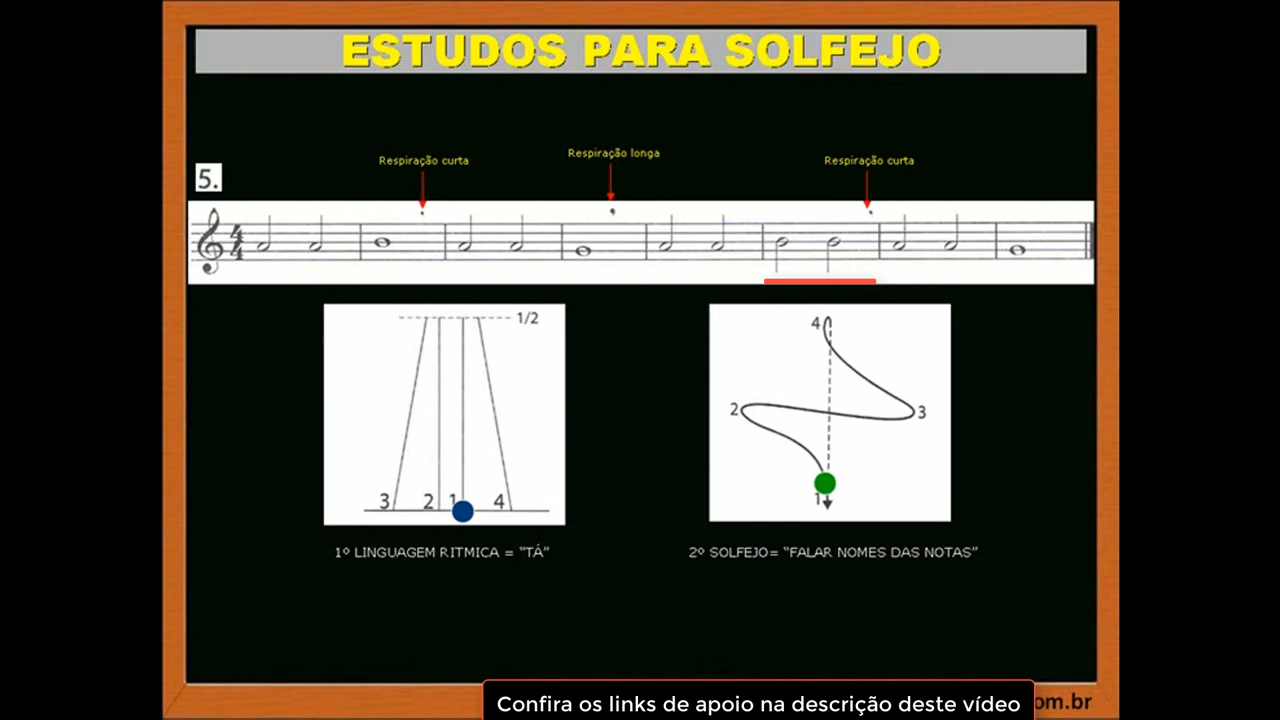 ESTUDOS PARA SOLFEJO
Respiração curta
Respiração longa
Respiração curta
5.
4
4
1/2
3 2 1 4
4
2
3
1
1º LINGUAGEM RITMICA = “TÁ”
2º SOLFEJO= “FALAR NOMES DAS NOTAS”
Confira os links de apoio na descrição deste vídeo
om.br